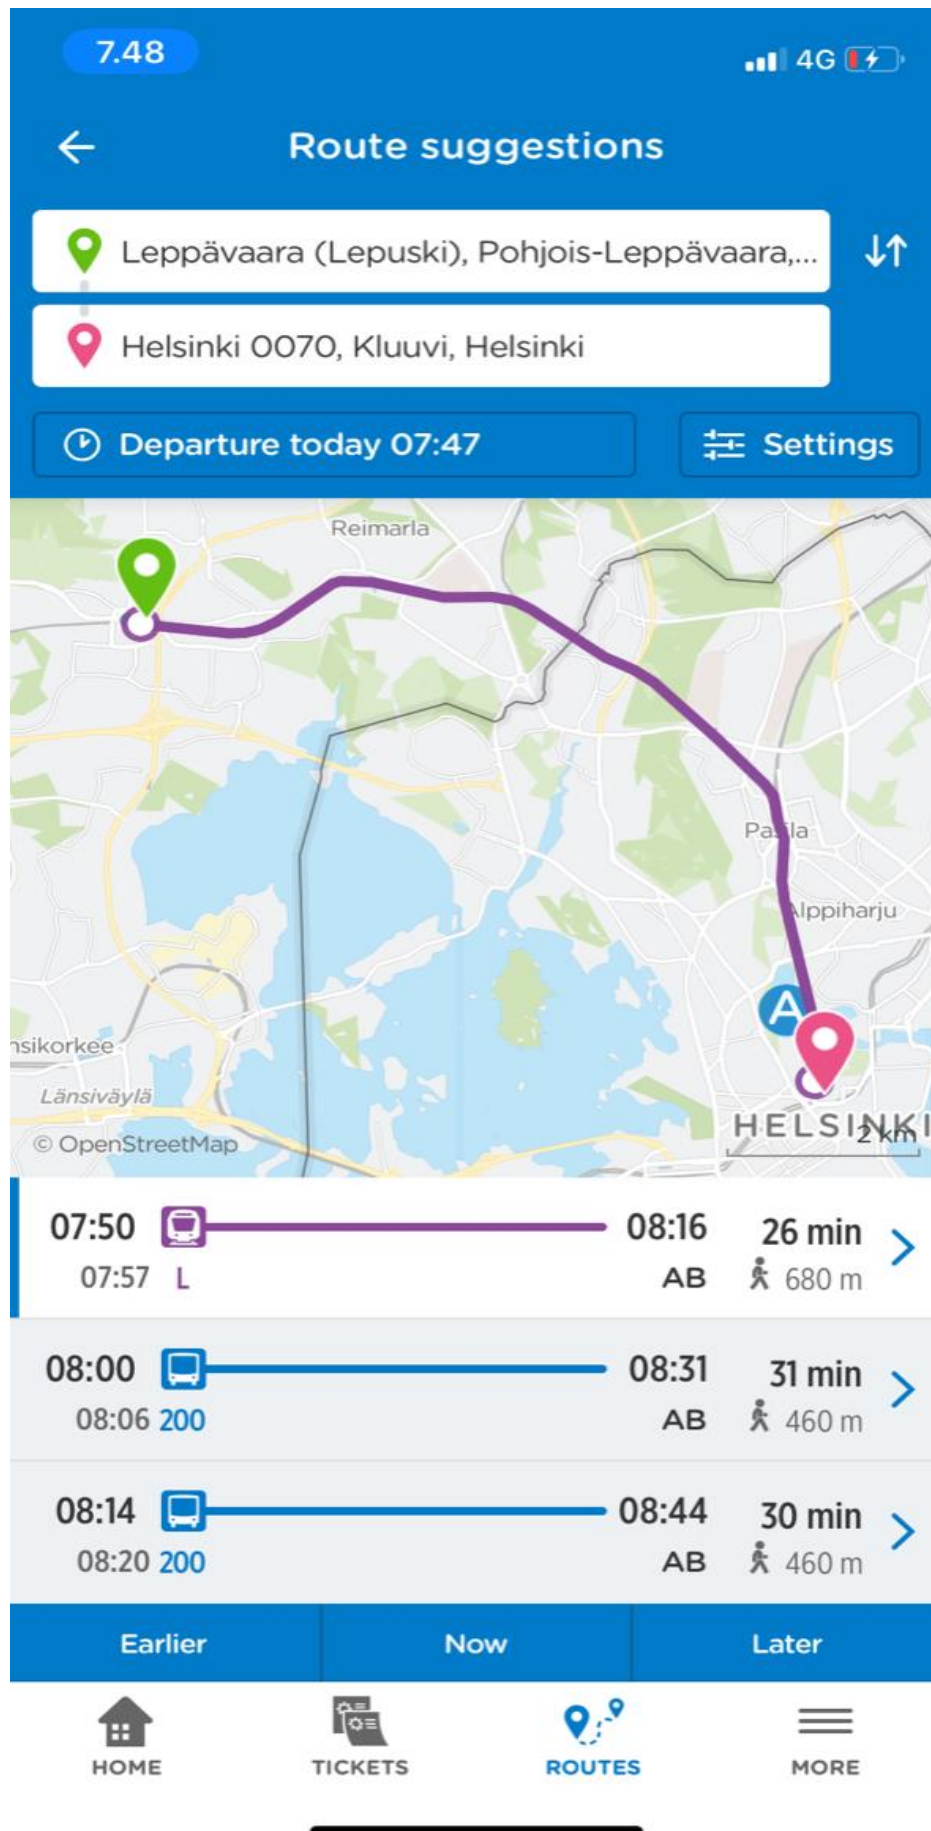 7.48
4G
Route suggestions
Leppävaara (Lepuski), Pohjois-Leppävaara,...
Helsinki 0070, Kluuvi, Helsinki
Departure today 07:47
Settings
Reimarla
Pasila
Alppiharju
A
nsikorkee
Länsiväylä
HELSINKI
© OpenStreetMap
2 km
07:50 08:16 26 min
07:57 L AB 680 m
08:00 08:31 31 min
08:06 200 AB 460 m
08:14 08:44 30 min
08:20 200 AB 460 m
Earlier Now Later
HOME TICKETS ROUTES MORE